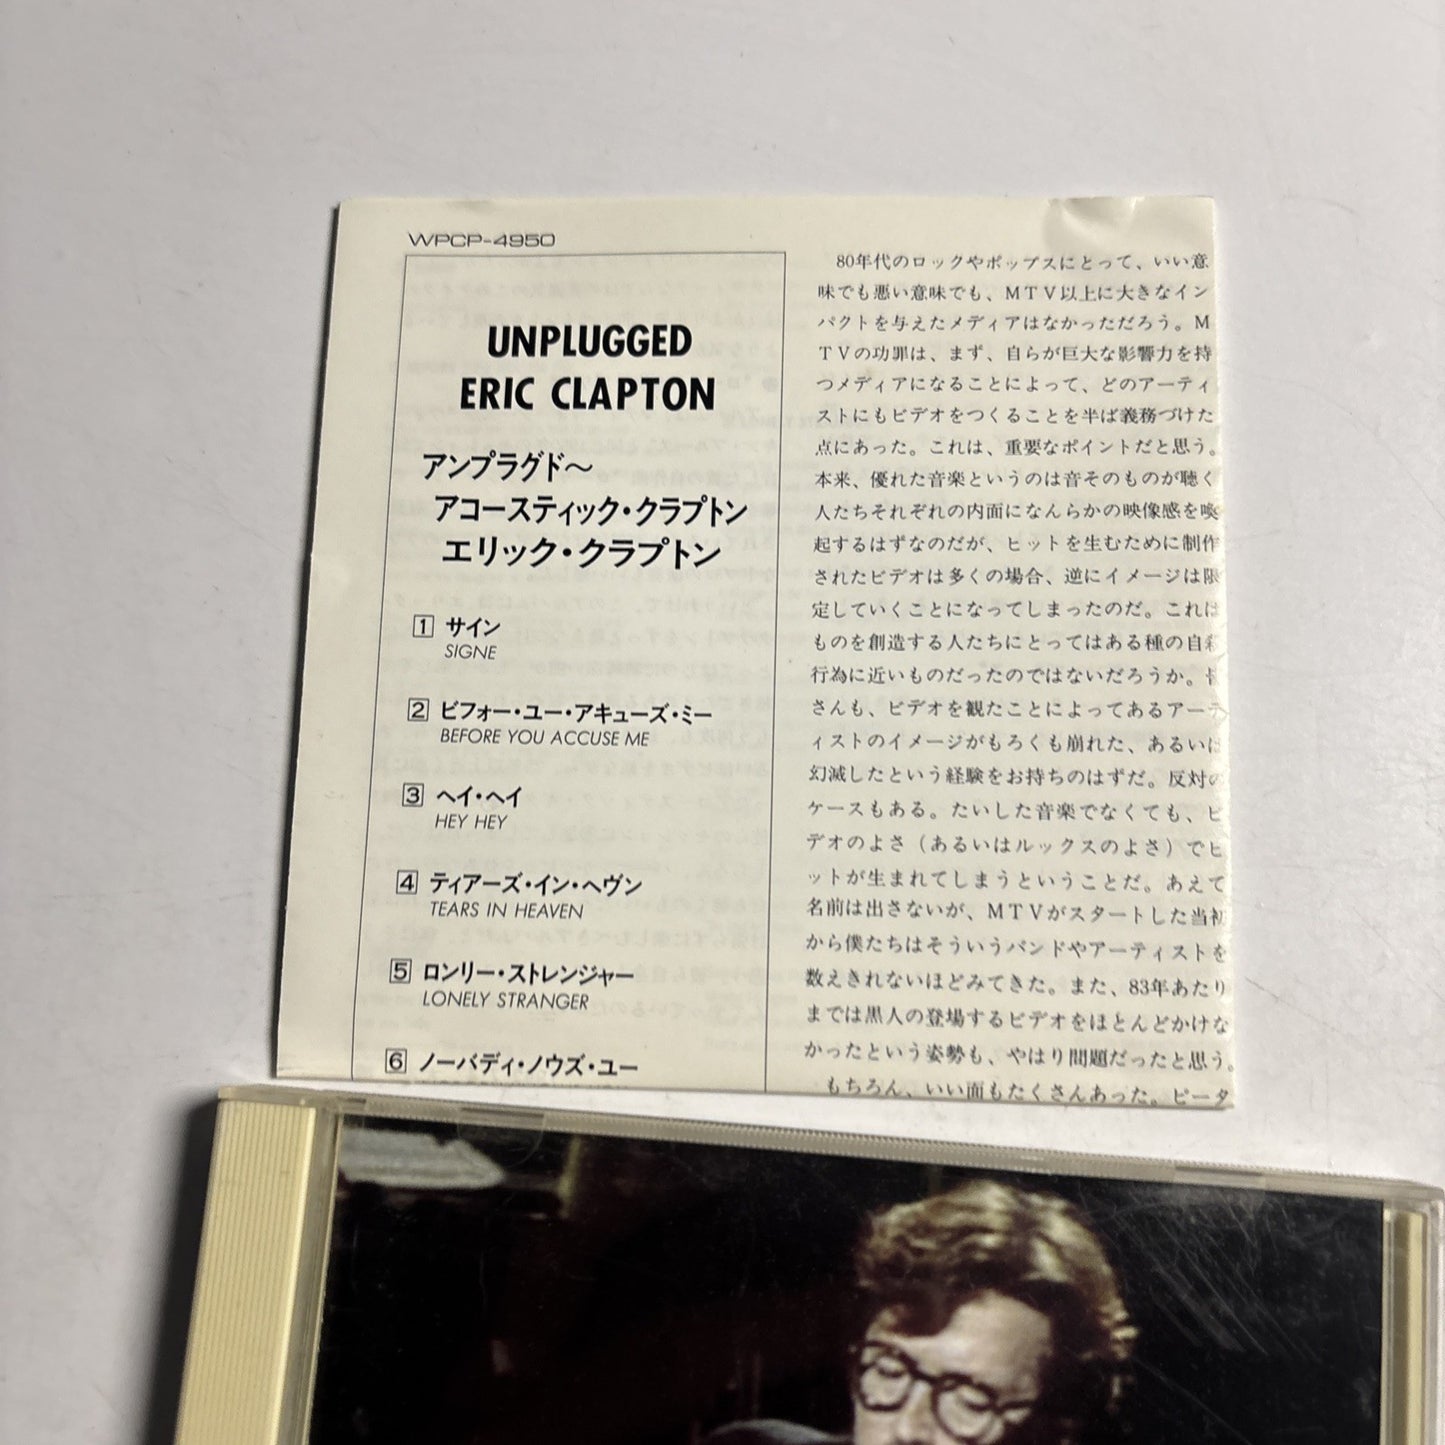 WPCP-4950
UNPLUGGED
ERIC CLAPTON
アンプラグド〜
アコースティック・クラプトン
エリック・クラプトン
1 サイン
SIGNE
2 ビフォー・ユー・アキューズ・ミー
BEFORE YOU ACCUSE ME
3 ヘイ・ヘイ
HEY HEY
4 ティアーズ・イン・ヘヴン
TEARS IN HEAVEN
5 ロンリー・ストレンジャー
LONELY STRANGER
6 ノーバディ・ノウズ・ユー
80年代のロックやポップスにとって、いい意
味でも悪い意味でも、MTV以上に大きなイン
パクトを与えたメディアはなかっただろう。M
TVの功罪は、まず、自らが巨大な影響力を持
つメディアになることによって、どのアーティ
ストにもビデオをつくることを半ば義務づけた
点にあった。これは、重要なポイントだと思う。
本来、優れた音楽というのは音そのものが聴く
人たちそれぞれの内面になんらかの映像感を喚
起するはずなのだが、ヒットを生むために制作
されたビデオは多くの場合、逆にイメージは限
定していくことになってしまったのだ。これは
ものを創造する人たちにとってはある種の自殺
行為に近いものだったのではないだろうか。皆
さんも、ビデオを観たことによってあるアーテ
ィストのイメージがもろくも崩れた、あるいは
幻滅したという経験をお持ちのはずだ。反対の
ケースもある。たいした音楽でなくても、ビ
デオのよさ（あるいはルックスのよさ）でヒ
ットが生まれてしまうということだ。あえて
名前は出さないが、MTVがスタートした当初
から僕たちはそういうバンドやアーティストを
数えきれないほどみてきた。また、83年あたり
までは黒人の登場するビデオをほとんどかけな
かったという姿勢も、やはり問題だったと思う。
もちろん、いい面もたくさんあった。ピータ